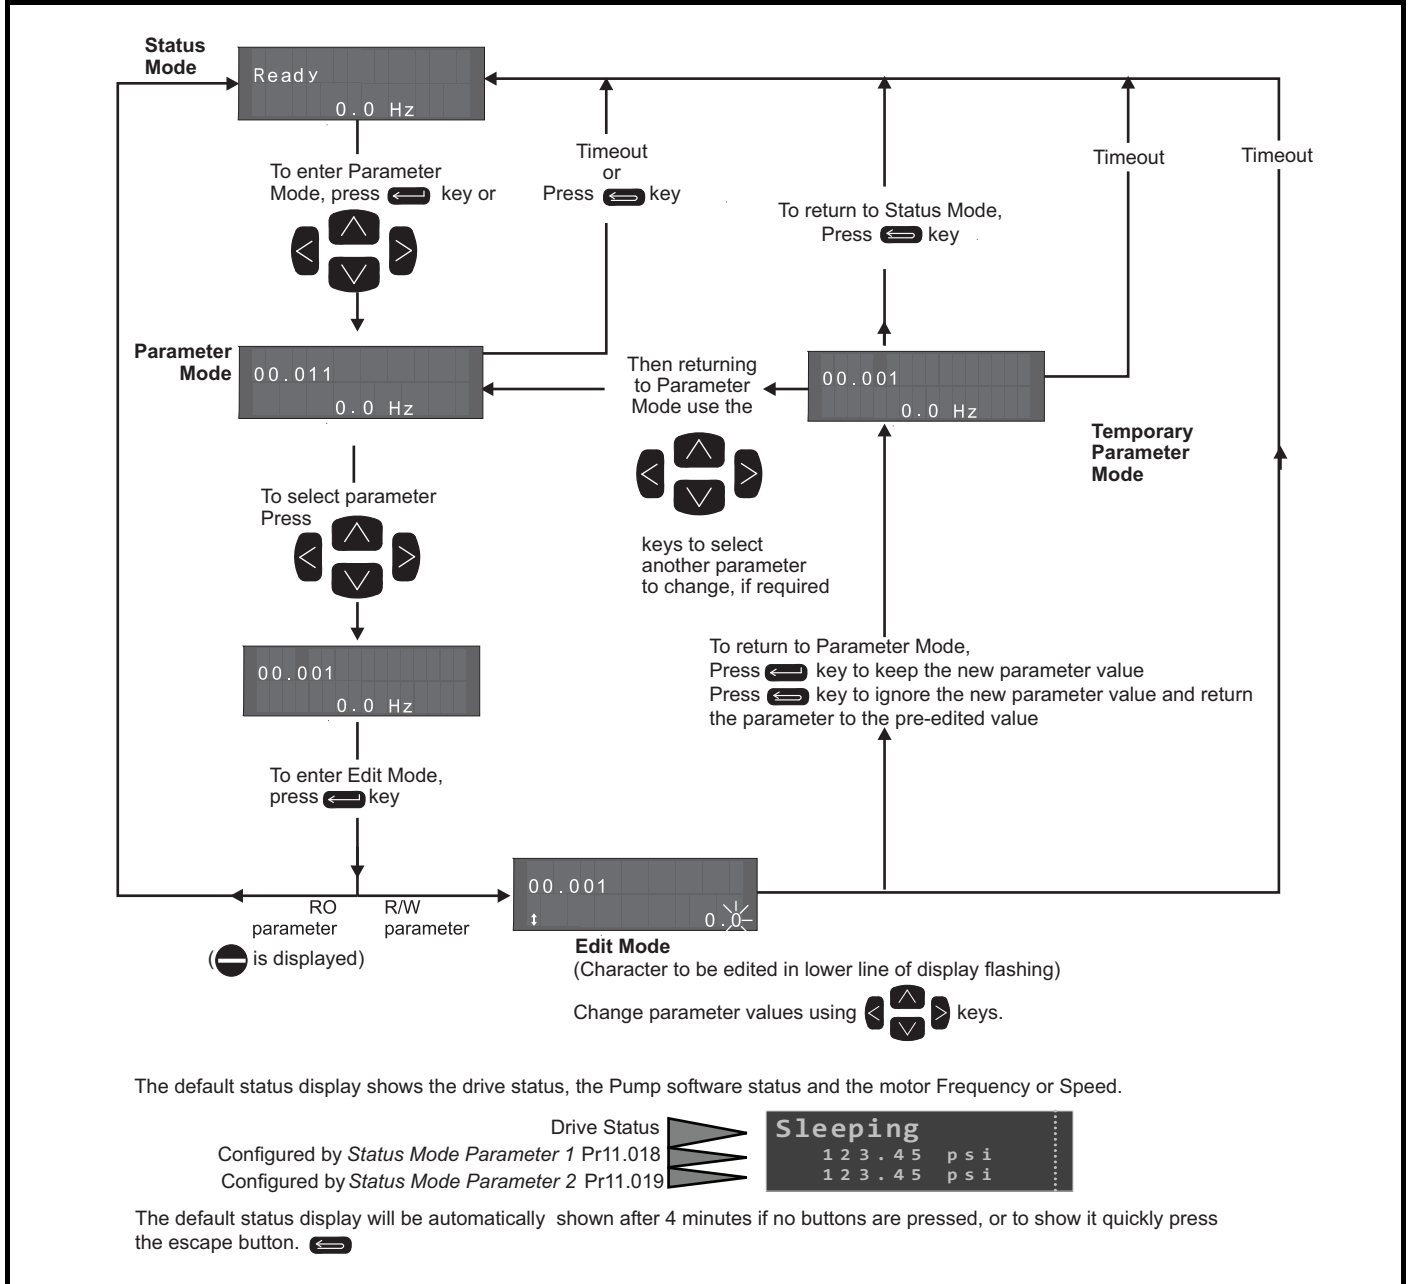 Status
Mode
Ready
0.0 Hz
To enter Parameter
Mode, press key or
Timeout
or
Press key
To return to Status Mode,
Press key
Timeout
Timeout
Parameter
Mode
00.011
0.0 Hz
Then returning
to Parameter
Mode use the
keys to select
another parameter
to change, if required
00.001
0.0 Hz
Temporary
Parameter
Mode
To select parameter
Press
00.001
0.0 Hz
To return to Parameter Mode,
Press key to keep the new parameter value
Press key to ignore the new parameter value and return
the parameter to the pre-edited value
To enter Edit Mode,
press key
RO
parameter
( is displayed)
R/W
parameter
00.001
0.0
Edit Mode
(Character to be edited in lower line of display flashing)
Change parameter values using keys.
The default status display shows the drive status, the Pump software status and the motor Frequency or Speed.
Drive Status
Configured by Status Mode Parameter 1 Pr11.018
Configured by Status Mode Parameter 2 Pr11.019
Sleeping
123.45 psi
123.45 psi
The default status display will be automatically shown after 4 minutes if no buttons are pressed, or to show it quickly press
the escape button.